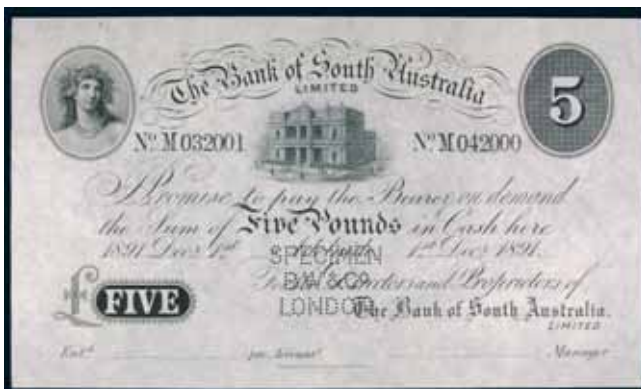 The Bank of South Australia
LIMITED
5
No. M 032001
No. M 042000
I Promise to pay the Bearer on demand
the Sum of Five Pounds in Cash here
1891 Decr. 1st 1st Decr 1891.
SPECIMEN
B.W. & Co.
LONDON
For the Directors and Proprietors of
£ FIVE
The Bank of South Australia.
LIMITED
Entd.
pro Accountt.
Manager